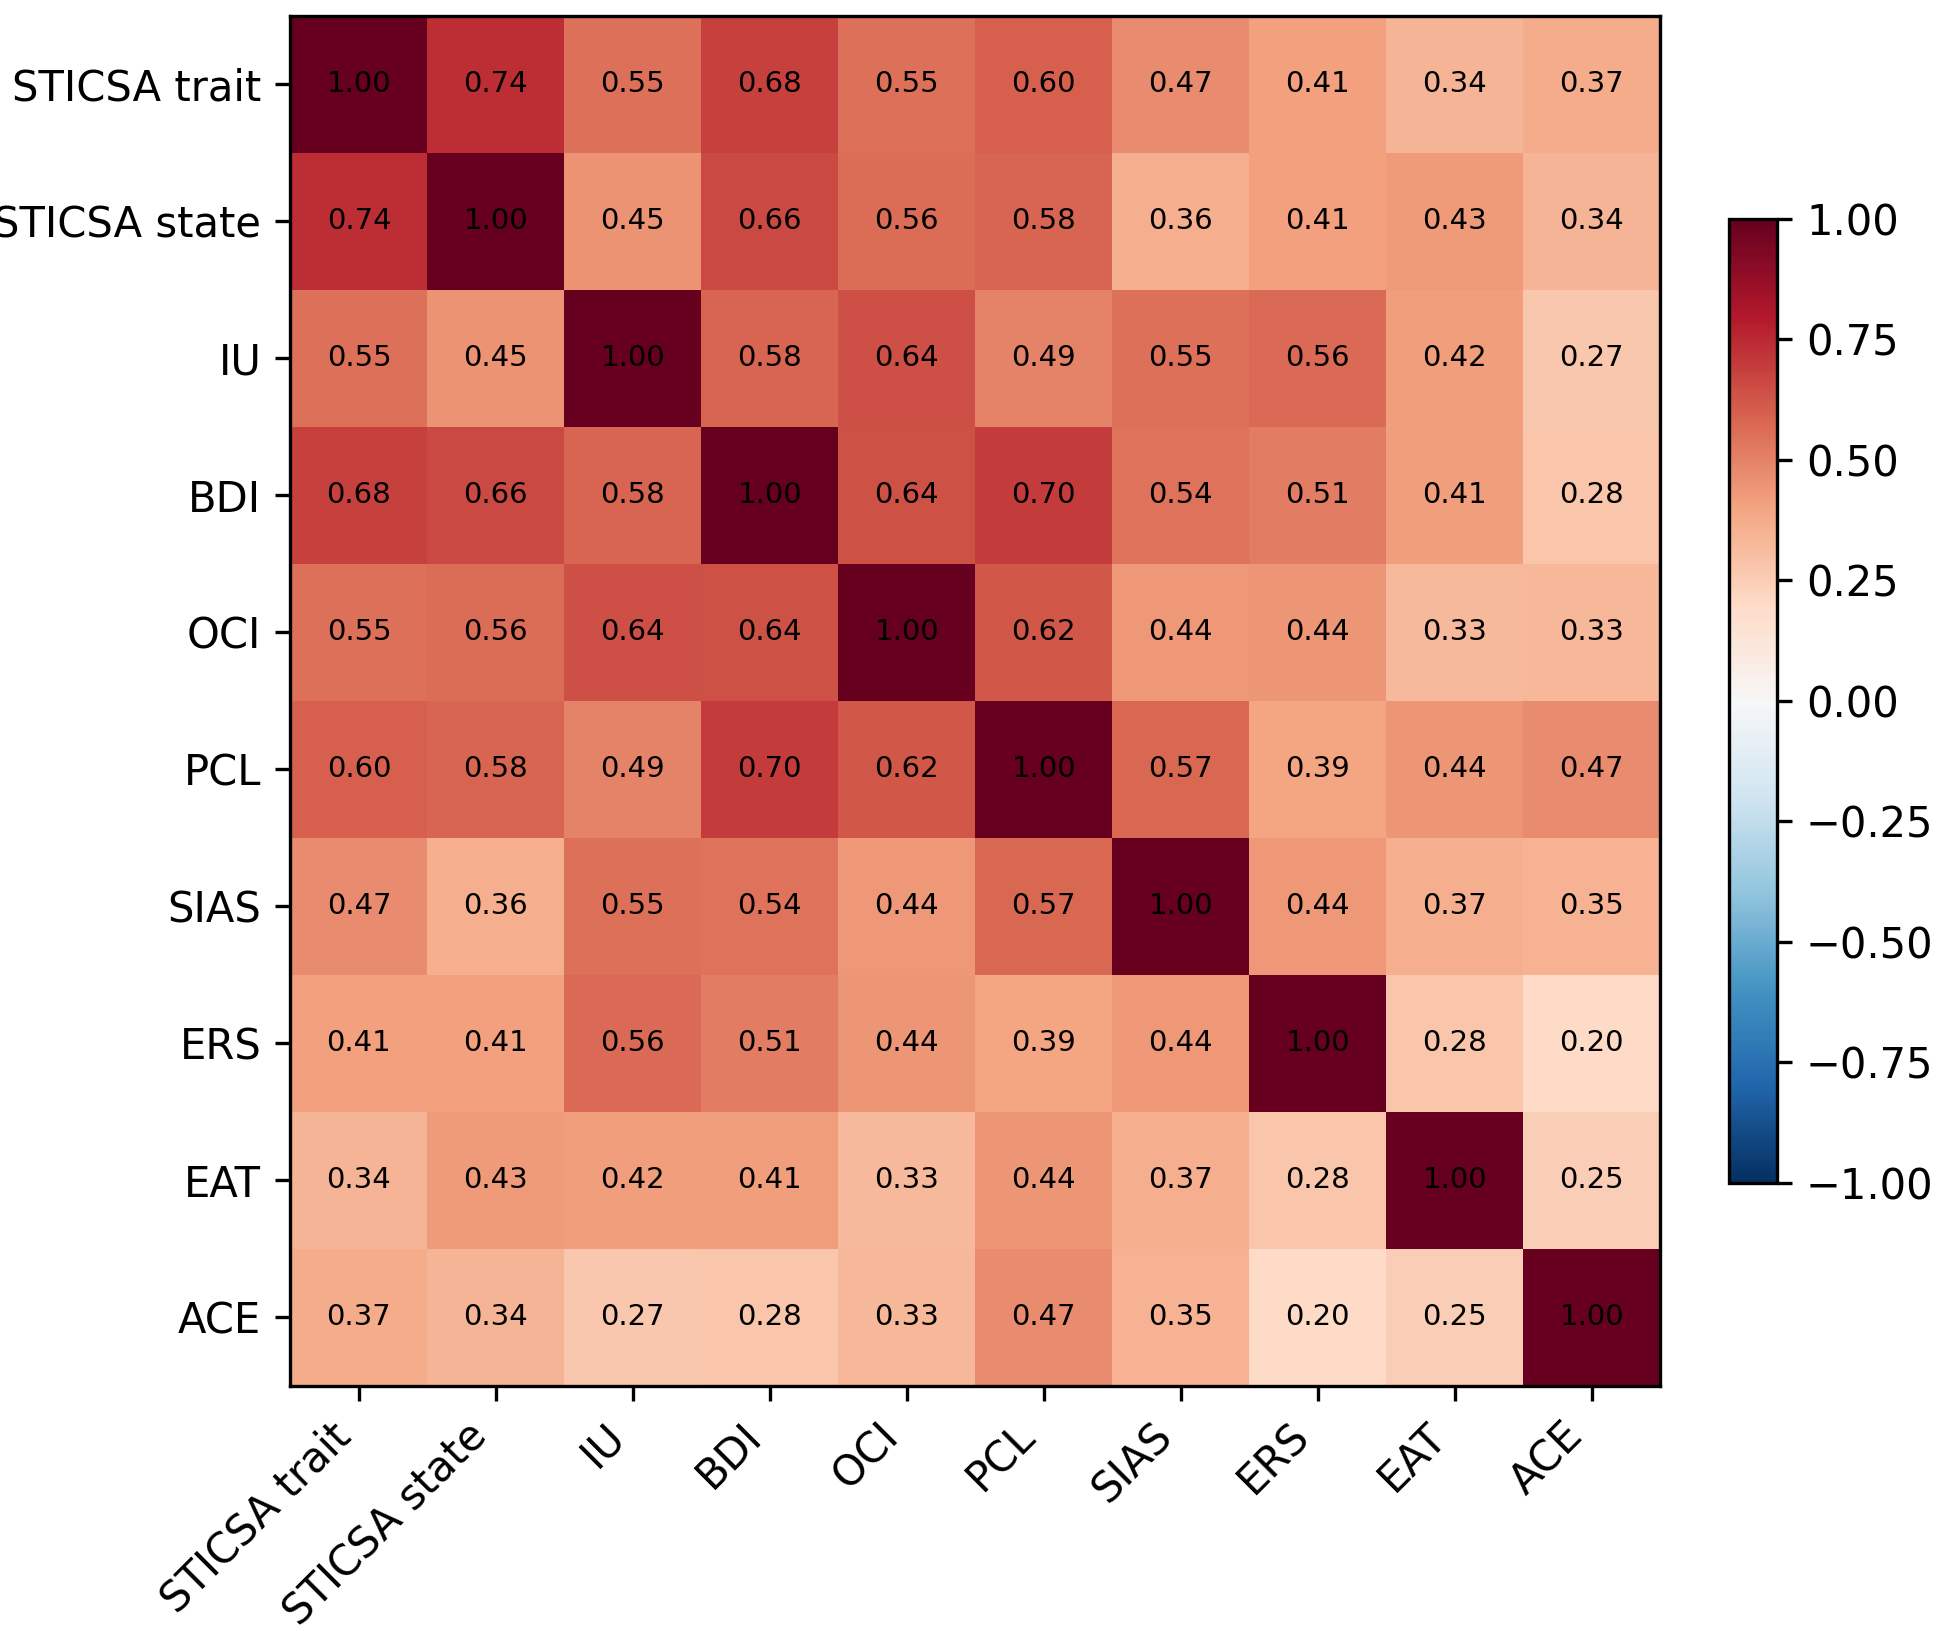 STICSA trait 1.00 0.74 0.55 0.68 0.55 0.60 0.47 0.41 0.34 0.37
STICSA state 0.74 1.00 0.45 0.66 0.56 0.58 0.36 0.41 0.43 0.34
IU 0.55 0.45 1.00 0.58 0.64 0.49 0.55 0.56 0.42 0.27
BDI 0.68 0.66 0.58 1.00 0.64 0.70 0.54 0.51 0.41 0.28
OCI 0.55 0.56 0.64 0.64 1.00 0.62 0.44 0.44 0.33 0.33
PCL 0.60 0.58 0.49 0.70 0.62 1.00 0.57 0.39 0.44 0.47
SIAS 0.47 0.36 0.55 0.54 0.44 0.57 1.00 0.44 0.37 0.35
ERS 0.41 0.41 0.56 0.51 0.44 0.39 0.44 1.00 0.28 0.20
EAT 0.34 0.43 0.42 0.41 0.33 0.44 0.37 0.28 1.00 0.25
ACE 0.37 0.34 0.27 0.28 0.33 0.47 0.35 0.20 0.25 1.00
STICSA trait STICSA state IU BDI OCI PCL SIAS ERS EAT ACE
1.00
0.75
0.50
0.25
0.00
−0.25
−0.50
−0.75
−1.00